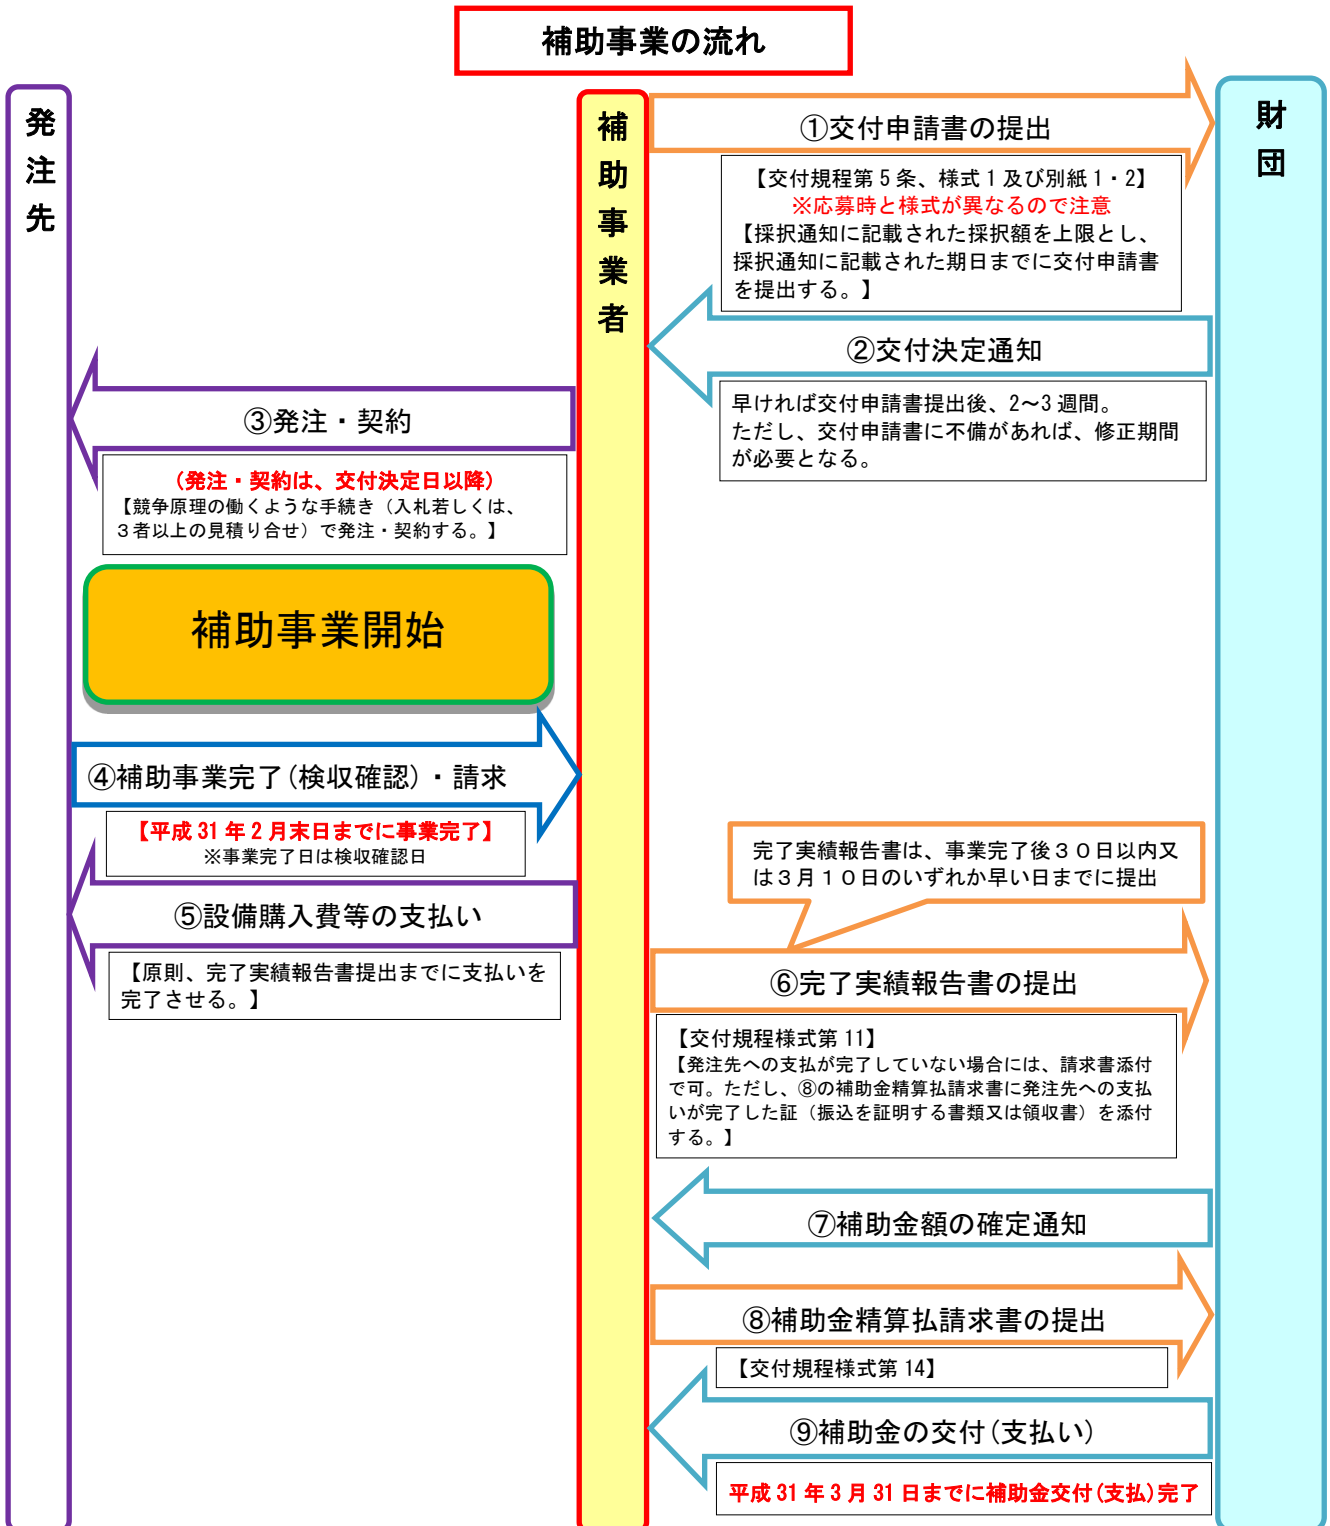 補助事業の流れ
発注先
補助事業者
財団
①交付申請書の提出
【交付規程第5条、様式1及び別紙1・2】
※応募時と様式が異なるので注意
【採択通知に記載された採択額を上限とし、
採択通知に記載された期日までに交付申請書
を提出する。】
②交付決定通知
早ければ交付申請書提出後、2～3週間。
ただし、交付申請書に不備があれば、修正期間
が必要となる。
③発注・契約
(発注・契約は、交付決定日以降)
【競争原理の働くような手続き（入札若しくは、
３者以上の見積り合せ）で発注・契約する。】
補助事業開始
④補助事業完了(検収確認)・請求
【平成31年2月末日までに事業完了】
※事業完了日は検収確認日
⑤設備購入費等の支払い
【原則、完了実績報告書提出までに支払いを
完了させる。】
完了実績報告書は、事業完了後３０日以内又
は３月１０日のいずれか早い日までに提出
⑥完了実績報告書の提出
【交付規程様式第11】
【発注先への支払が完了していない場合には、請求書添付
で可。ただし、⑧の補助金精算払請求書に発注先への支払
いが完了した証（振込を証明する書類又は領収書）を添付
する。】
⑦補助金額の確定通知
⑧補助金精算払請求書の提出
【交付規程様式第14】
⑨補助金の交付(支払い)
平成31年3月31日までに補助金交付(支払)完了